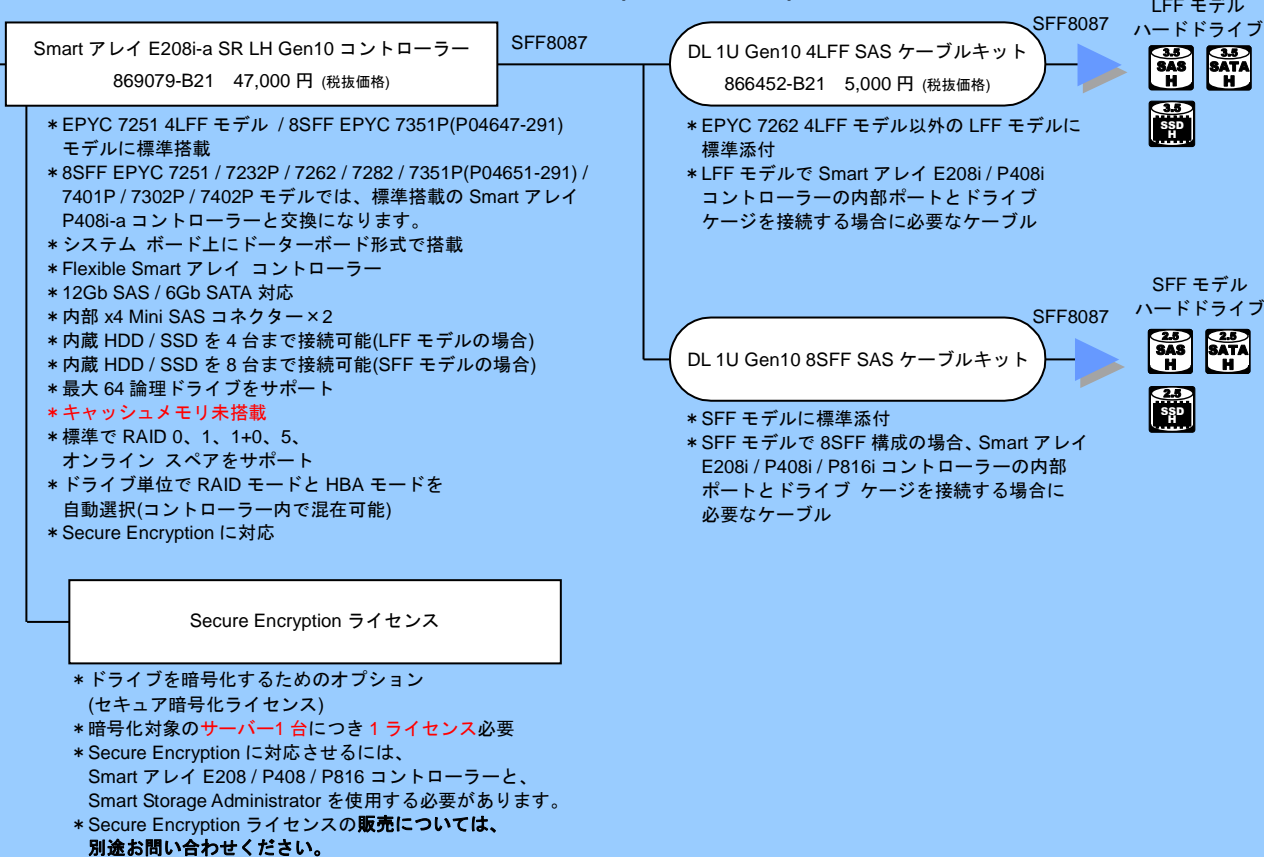 LFF モデル
ハードドライブ
Smart アレイ E208i-a SR LH Gen10 コントローラー
869079-B21 47,000 円 (税抜価格)
SFF8087
DL 1U Gen10 4LFF SAS ケーブルキット
866452-B21 5,000 円 (税抜価格)
SFF8087
3.5 SAS H
3.5 SATA H
3.5 SSD H
＊EPYC 7251 4LFF モデル / 8SFF EPYC 7351P(P04647-291)
モデルに標準搭載
＊8SFF EPYC 7251 / 7232P / 7262 / 7282 / 7351P(P04651-291) /
7401P / 7302P / 7402P モデルでは、標準搭載の Smart アレイ
P408i-a コントローラーと交換になります。
＊システム ボード上にドーターボード形式で搭載
＊Flexible Smart アレイ コントローラー
＊12Gb SAS / 6Gb SATA 対応
＊内部 x4 Mini SAS コネクター×2
＊内蔵 HDD / SSD を 4 台まで接続可能(LFF モデルの場合)
＊内蔵 HDD / SSD を 8 台まで接続可能(SFF モデルの場合)
＊最大 64 論理ドライブをサポート
＊キャッシュメモリ未搭載
＊標準で RAID 0、1、1+0、5、
オンライン スペアをサポート
＊ドライブ単位で RAID モードと HBA モードを
自動選択(コントローラー内で混在可能)
＊Secure Encryption に対応
＊EPYC 7262 4LFF モデル以外の LFF モデルに
標準添付
＊LFF モデルで Smart アレイ E208i / P408i
コントローラーの内部ポートとドライブ
ケージを接続する場合に必要なケーブル
SFF モデル
ハードドライブ
SFF8087
DL 1U Gen10 8SFF SAS ケーブルキット
2.5 SAS H
2.5 SATA H
2.5 SSD H
＊SFF モデルに標準添付
＊SFF モデルで 8SFF 構成の場合、Smart アレイ
E208i / P408i / P816i コントローラーの内部
ポートとドライブ ケージを接続する場合に
必要なケーブル
Secure Encryption ライセンス
＊ドライブを暗号化するためのオプション
(セキュア暗号化ライセンス)
＊暗号化対象のサーバー1 台につき 1 ライセンス必要
＊Secure Encryption に対応させるには、
Smart アレイ E208 / P408 / P816 コントローラーと、
Smart Storage Administrator を使用する必要があります。
＊Secure Encryption ライセンスの販売については、
別途お問い合わせください。